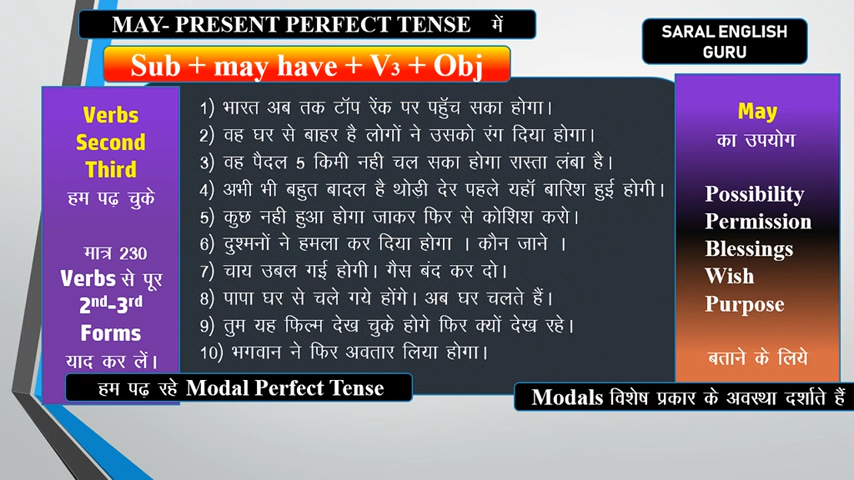 MAY- PRESENT PERFECT TENSE में
SARAL ENGLISH
GURU
Sub + may have + V3 + Obj
Verbs
Second
Third
हम पढ़ चुके
मात्र 230
Verbs से पूर
2nd-3rd
Forms
याद कर लें।
1) भारत अब तक टॉप रेंक पर पहुॅच सका होगा।
2) वह घर से बाहर है लोगों ने उसको रंग दिया होगा।
3) वह पैदल 5 किमी नही चल सका होगा रास्ता लंबा है।
4) अभी भी बहुत बादल है थोड़ी देर पहले यहॉ बारिश हुई होगी।
5) कुछ नही हुआ होगा जाकर फिर से कोशिश करो।
6) दुश्मनों ने हमला कर दिया होगा । कौन जाने ।
7) चाय उबल गई होगी। गैस बंद कर दो।
8) पापा घर से चले गये होंगे। अब घर चलते हैं।
9) तुम यह फिल्म देख चुके होगे फिर क्यों देख रहे।
10) भगवान ने फिर अवतार लिया होगा।
May
का उपयोग
Possibility
Permission
Blessings
Wish
Purpose
बताने के लिये
हम पढ़ रहे Modal Perfect Tense
Modals विशेष प्रकार के अवस्था दर्शाते हैं